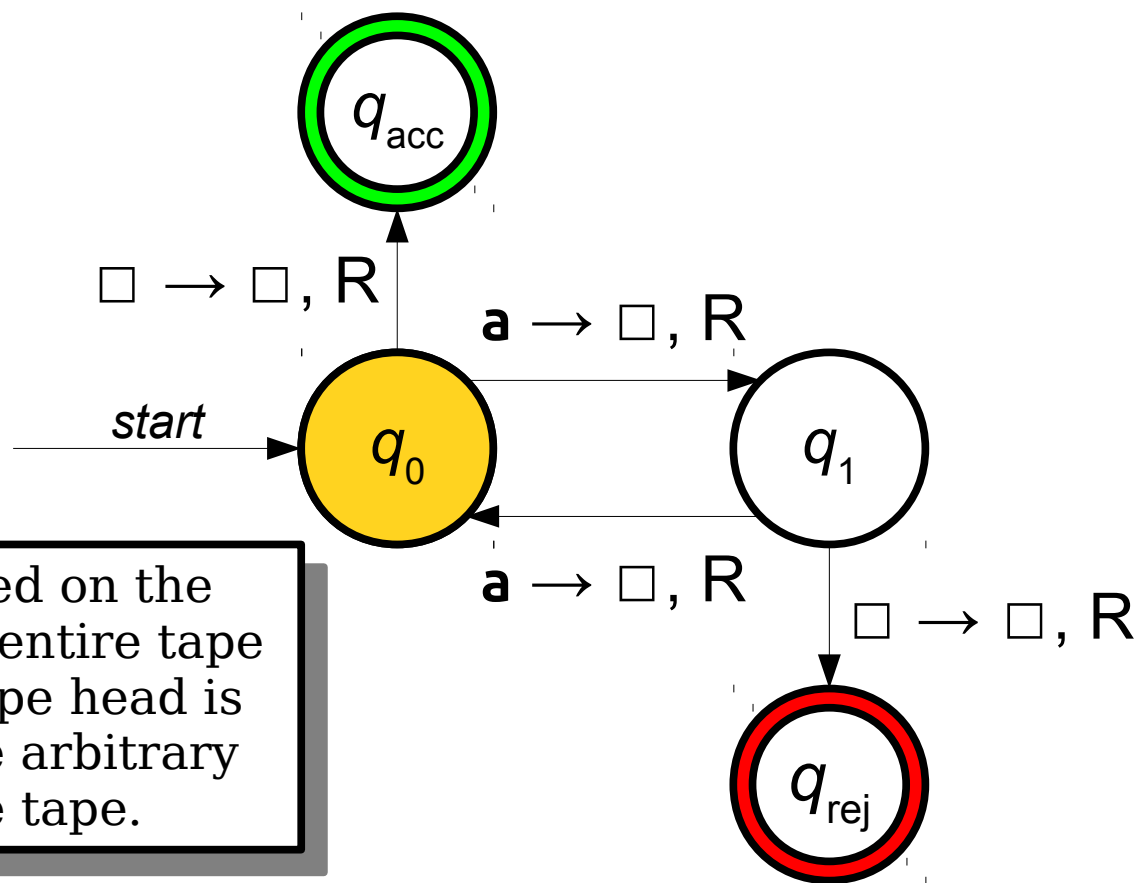 q_acc
□ → □, R
a → □, R
start
q_0
q_1
a → □, R
□ → □, R
q_rej
ed on the
entire tape
pe head is
e arbitrary
e tape.